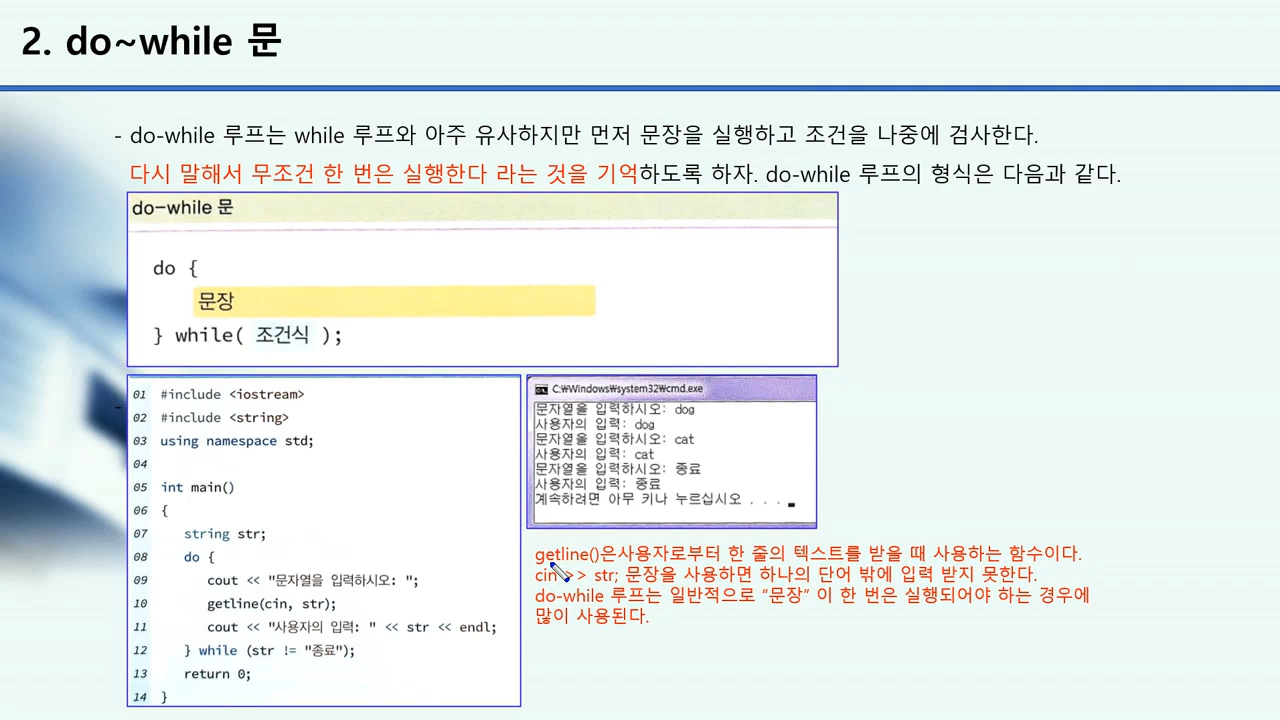 2. do~while 문
- do-while 루프는 while 루프와 아주 유사하지만 먼저 문장을 실행하고 조건을 나중에 검사한다.
다시 말해서 무조건 한 번은 실행한다 라는 것을 기억하도록 하자. do-while 루프의 형식은 다음과 같다.
do-while 문
do {
문장
} while( 조건식 );
01 #include <iostream>
02 #include <string>
03 using namespace std;
04
05 int main()
06 {
07 string str;
08 do {
09 cout << "문자열을 입력하시오: ";
10 getline(cin, str);
11 cout << "사용자의 입력: " << str << endl;
12 } while (str != "종료");
13 return 0;
14 }
C:₩Windows₩system32₩cmd.exe
문자열을 입력하시오: dog
사용자의 입력: dog
문자열을 입력하시오: cat
사용자의 입력: cat
문자열을 입력하시오: 종료
사용자의 입력: 종료
계속하려면 아무 키나 누르십시오 . . .
getline()은사용자로부터 한 줄의 텍스트를 받을 때 사용하는 함수이다.
cin >> str; 문장을 사용하면 하나의 단어 밖에 입력 받지 못한다.
do-while 루프는 일반적으로 “문장” 이 한 번은 실행되어야 하는 경우에
많이 사용된다.